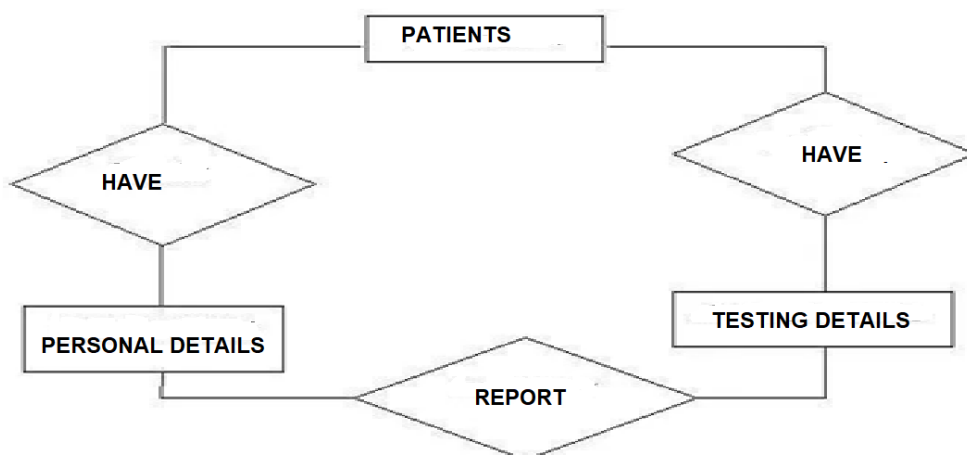 PATIENTS
HAVE
HAVE
PERSONAL DETAILS
TESTING DETAILS
REPORT